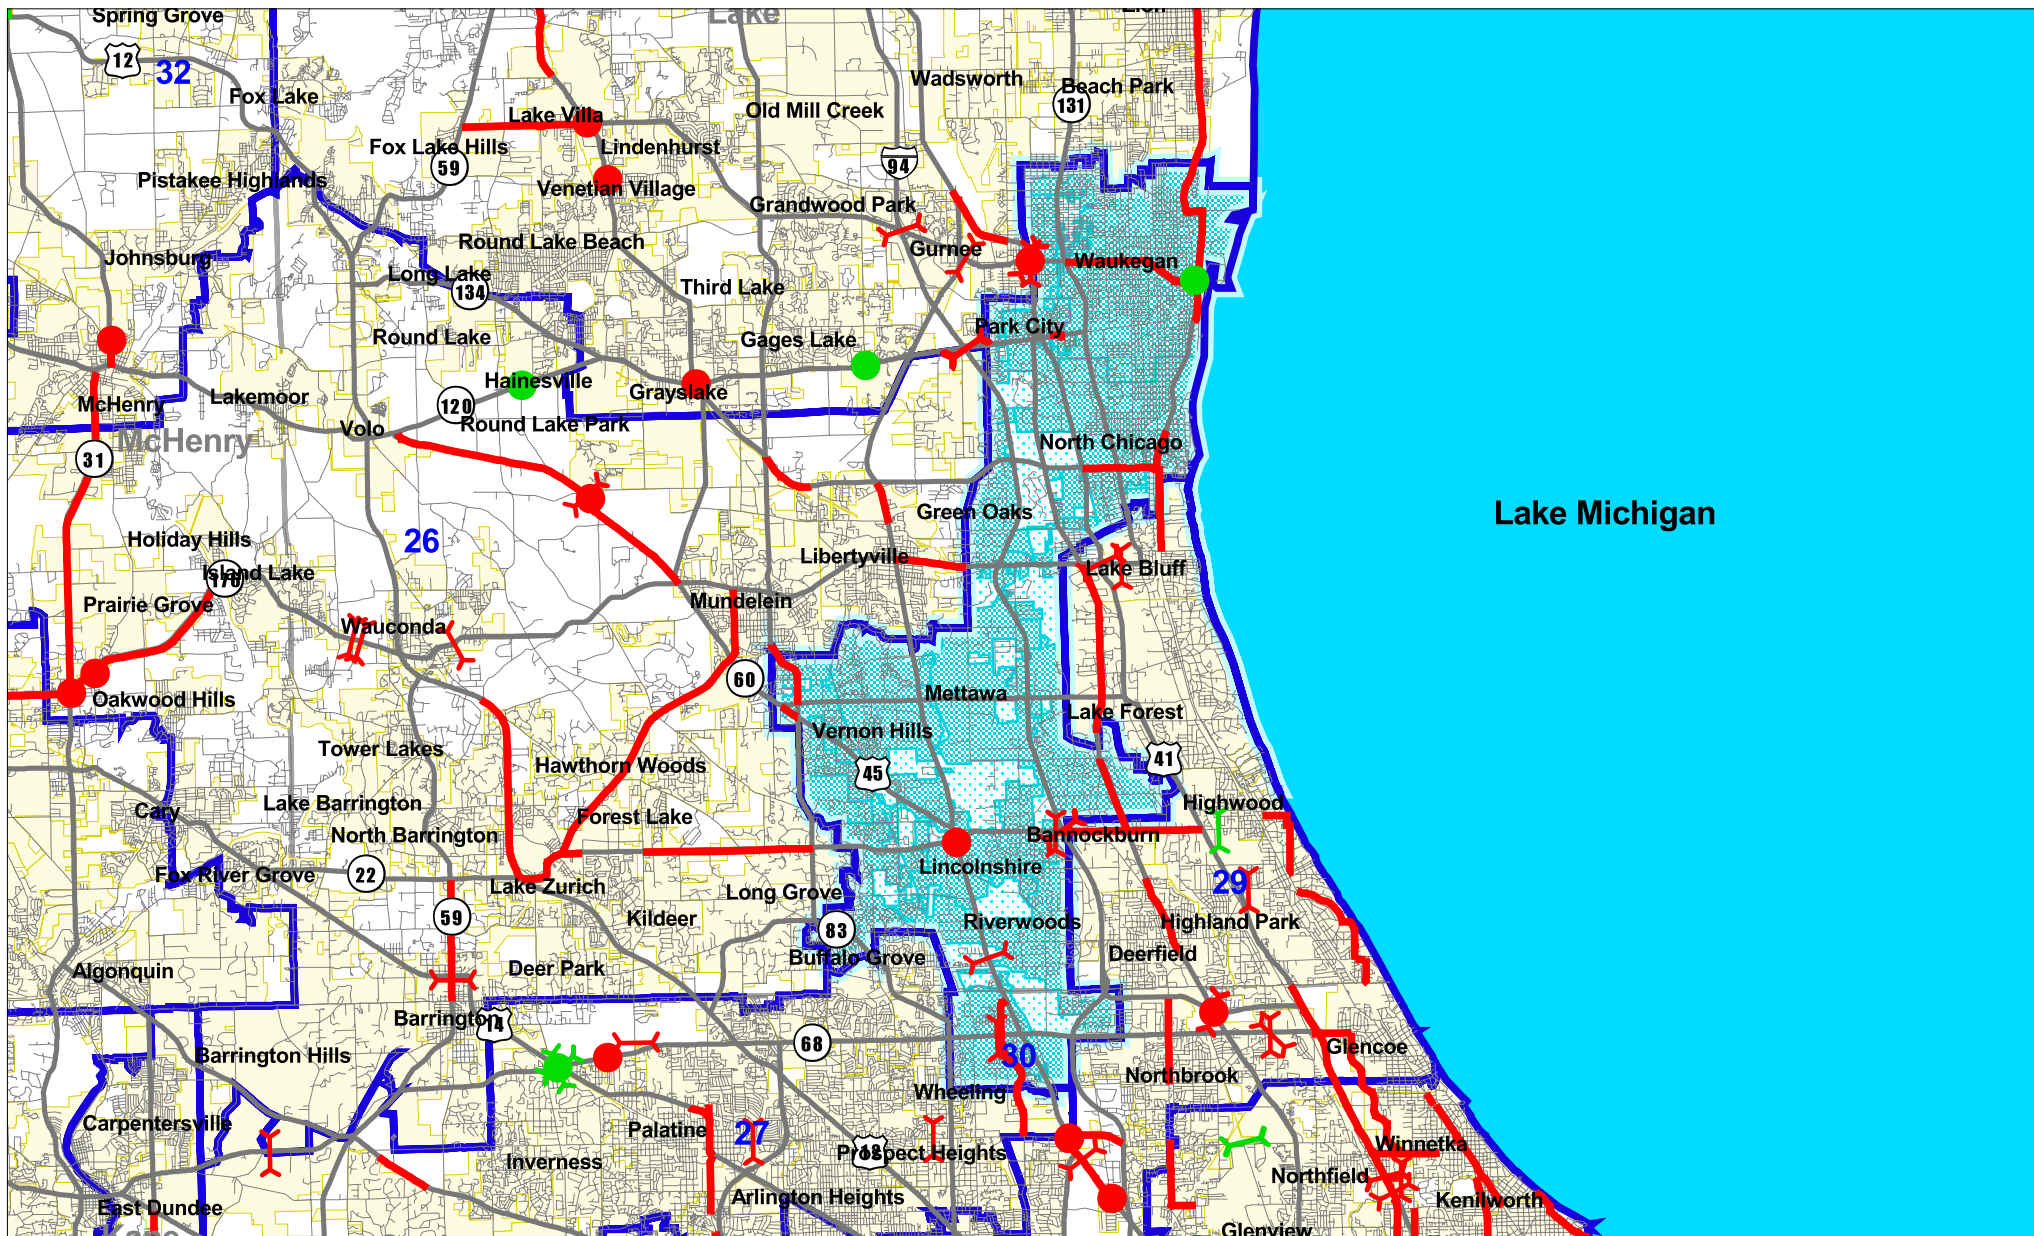 Spring Grove
Lake
Zion
12
32
Wadsworth
Beach Park
Fox Lake
131
Lake Villa
Old Mill Creek
Fox Lake Hills
Lindenhurst
59
94
Pistakee Highlands
Venetian Village
Grandwood Park
Round Lake Beach
Gurnee
Johnsburg
Waukegan
Long Lake
134
Third Lake
Park City
Round Lake
Gages Lake
Hainesville
Grayslake
Lakemoor
McHenry
120
Round Lake Park
Volo
McHenry
North Chicago
31
Green Oaks
Lake Michigan
26
Holiday Hills
Libertyville
Lake Bluff
Island Lake
176
Prairie Grove
Mundelein
Wauconda
60
Mettawa
Oakwood Hills
Lake Forest
Vernon Hills
Tower Lakes
41
Hawthorn Woods
45
Lake Barrington
Highwood
Cary
Forest Lake
North Barrington
Bannockburn
Lincolnshire
Fox River Grove
22
29
Lake Zurich
Long Grove
59
Kildeer
Riverwoods
Highland Park
83
Deerfield
Buffalo Grove
Algonquin
Deer Park
Barrington
14
68
Glencoe
Barrington Hills
30
Northbrook
Wheeling
Carpentersville
Palatine
27
Winnetka
12
Prospect Heights
Inverness
Northfield
Arlington Heights
Kenilworth
East Dundee
Glenview
Kane